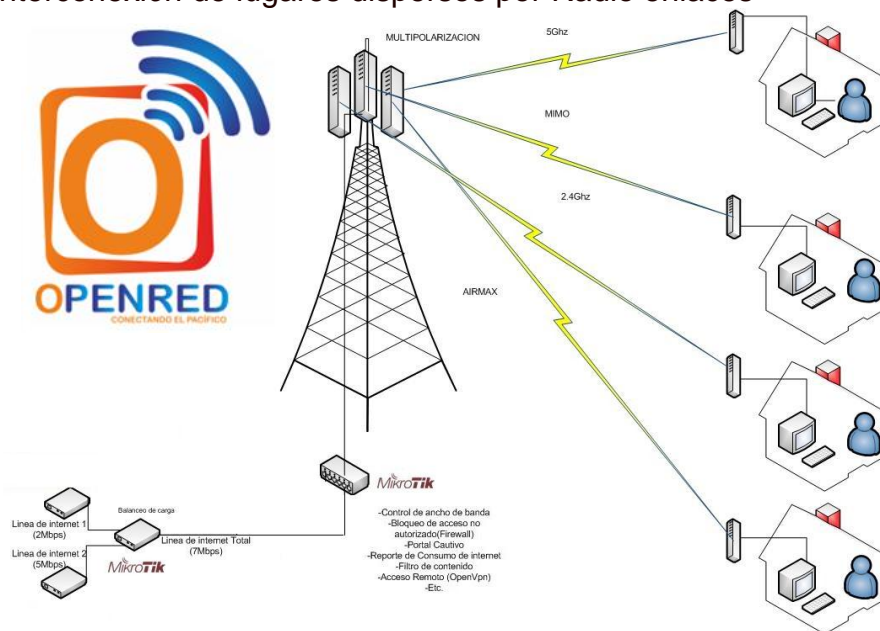 nterconexión de lugares dispersos por Radio enlaces
MULTIPOLARIZACION
5Ghz
MIMO
2.4Ghz
AIRMAX
OPENRED
CONECTANDO EL PACÍFICO
MikroTik
-Control de ancho de banda
-Bloqueo de acceso no
autorizado(Firewall)
-Portal Cautivo
-Reporte de Consumo de internet
-Filtro de contenido
-Acceso Remoto (OpenVpn)
-Etc.
Balanceo de carga
Linea de internet 1
(2Mbps)
Linea de internet Total
(7Mbps)
Linea de internet 2
(5Mbps)
MikroTik